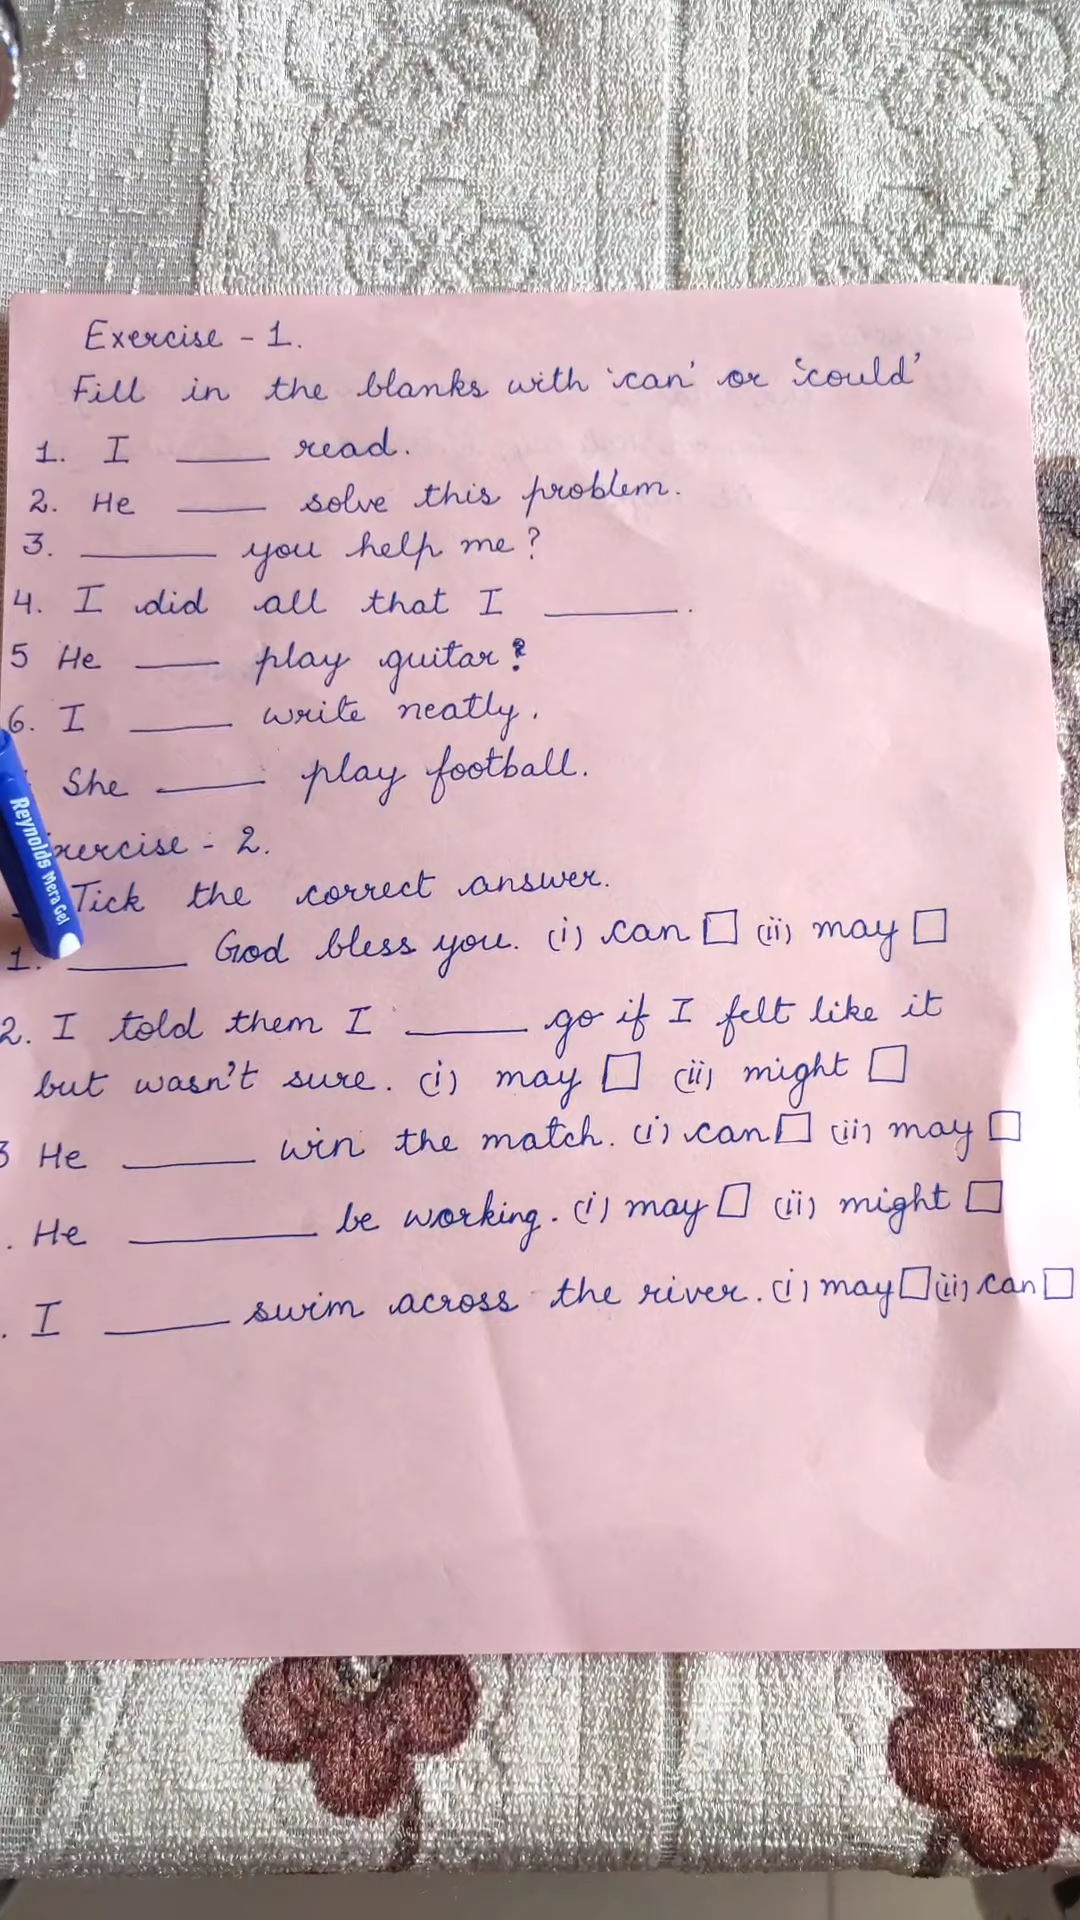 Exercise - 1.
Fill in the blanks with 'can' or 'could'
1. I ____ read.
2. He ____ solve this problem.
3. ______ you help me?
4. I did all that I ______.
5 He ____ play guitar?
6. I ____ write neatly.
She ____ play football.
xercise - 2.
Tick the correct answer.
1. ____ God bless you. (i) can □ (ii) may □
2. I told them I ____ go if I felt like it
but wasn't sure. (i) may □ (ii) might □
3 He ____ win the match. (i) can □ (ii) may □
. He ______ be working. (i) may □ (ii) might □
. I ____ swim across the river. (i) may □ (ii) can □
Reynolds Mera Gel